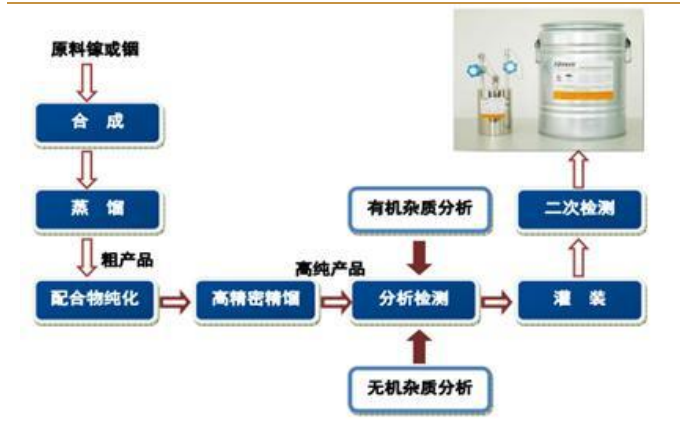 原料镓或铟
合 成
蒸 馏
粗产品
配合物纯化
高精密精馏
高纯产品
有机杂质分析
分析检测
无机杂质分析
灌 装
二次检测